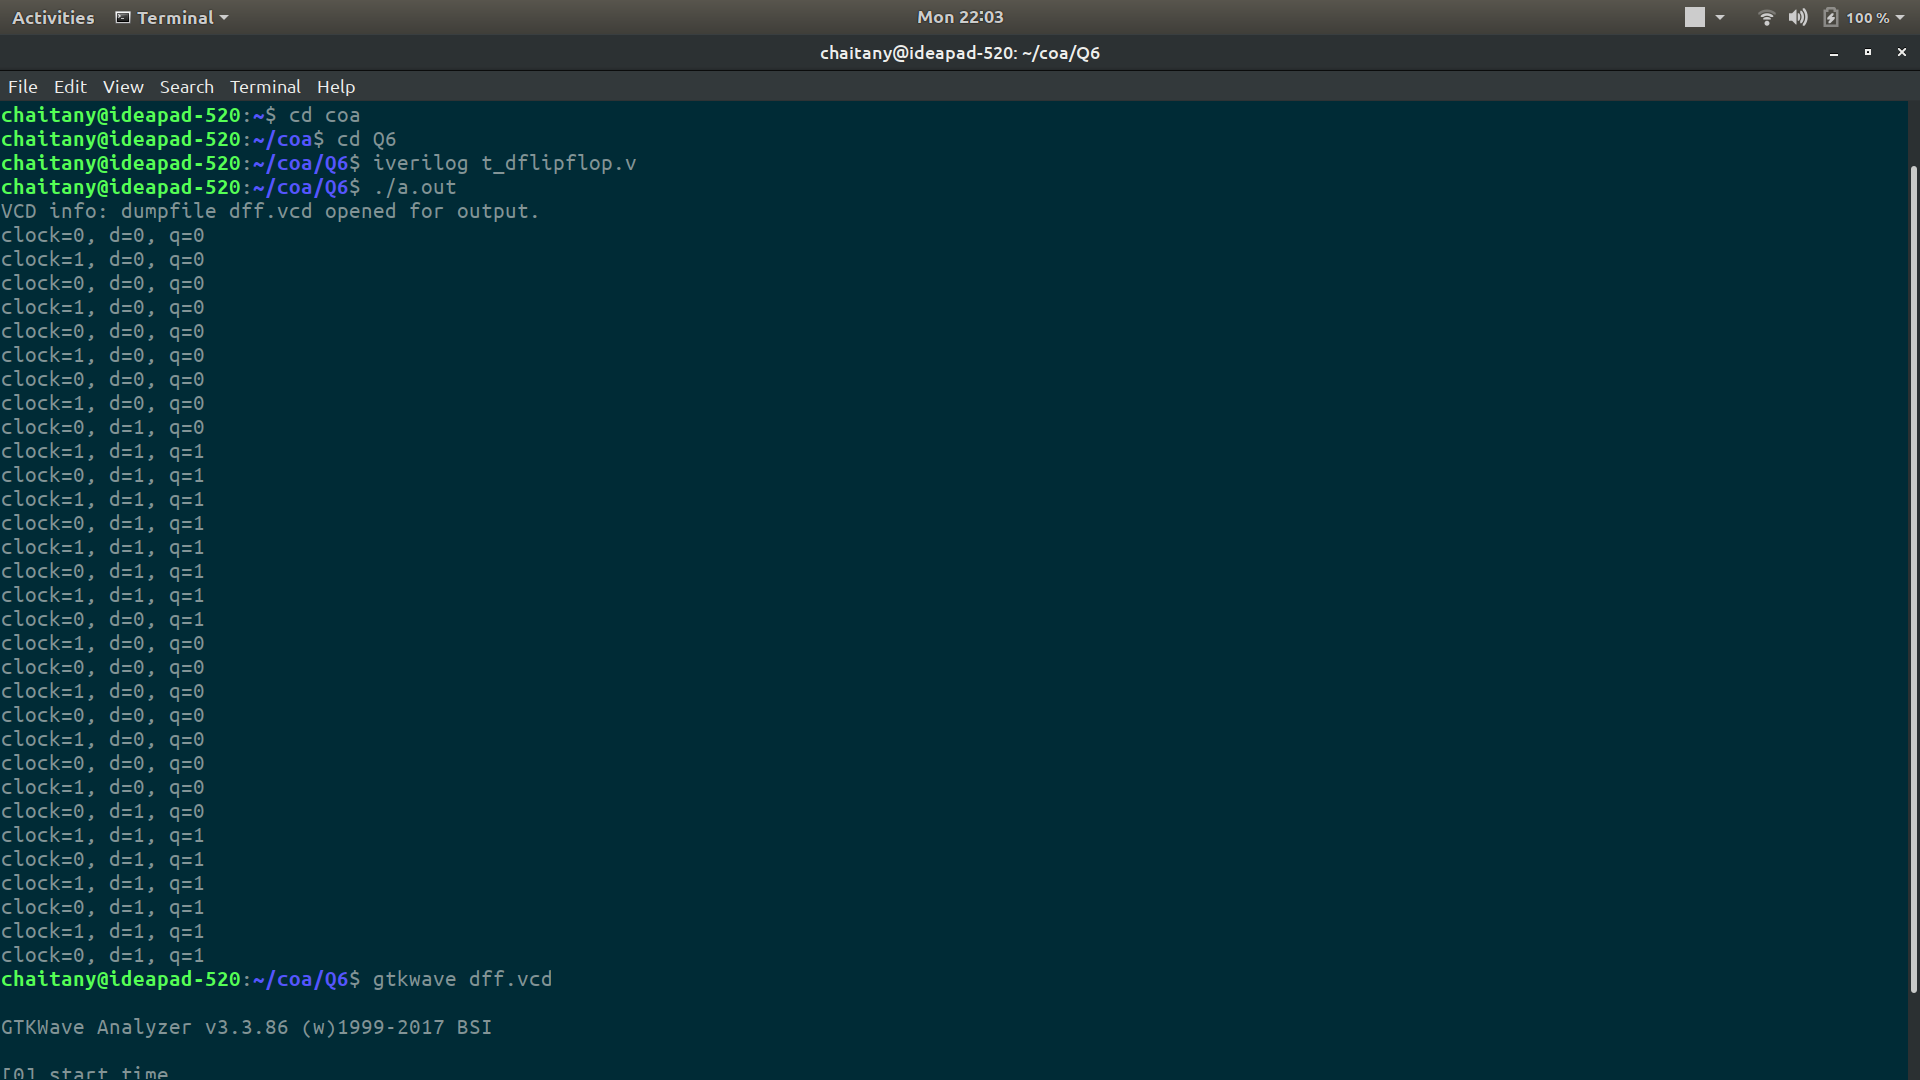 Activities Terminal Mon 22:03 100 %
chaitany@ideapad-520: ~/coa/Q6
File Edit View Search Terminal Help
chaitany@ideapad-520:~$ cd coa
chaitany@ideapad-520:~/coa$ cd Q6
chaitany@ideapad-520:~/coa/Q6$ iverilog t_dflipflop.v
chaitany@ideapad-520:~/coa/Q6$ ./a.out
VCD info: dumpfile dff.vcd opened for output.
clock=0, d=0, q=0
clock=1, d=0, q=0
clock=0, d=0, q=0
clock=1, d=0, q=0
clock=0, d=0, q=0
clock=1, d=0, q=0
clock=0, d=0, q=0
clock=1, d=0, q=0
clock=0, d=1, q=0
clock=1, d=1, q=1
clock=0, d=1, q=1
clock=1, d=1, q=1
clock=0, d=1, q=1
clock=1, d=1, q=1
clock=0, d=1, q=1
clock=1, d=1, q=1
clock=0, d=0, q=1
clock=1, d=0, q=0
clock=0, d=0, q=0
clock=1, d=0, q=0
clock=0, d=0, q=0
clock=1, d=0, q=0
clock=0, d=0, q=0
clock=1, d=0, q=0
clock=0, d=1, q=0
clock=1, d=1, q=1
clock=0, d=1, q=1
clock=1, d=1, q=1
clock=0, d=1, q=1
clock=1, d=1, q=1
clock=0, d=1, q=1
chaitany@ideapad-520:~/coa/Q6$ gtkwave dff.vcd
GTKWave Analyzer v3.3.86 (w)1999-2017 BSI
[0] start time